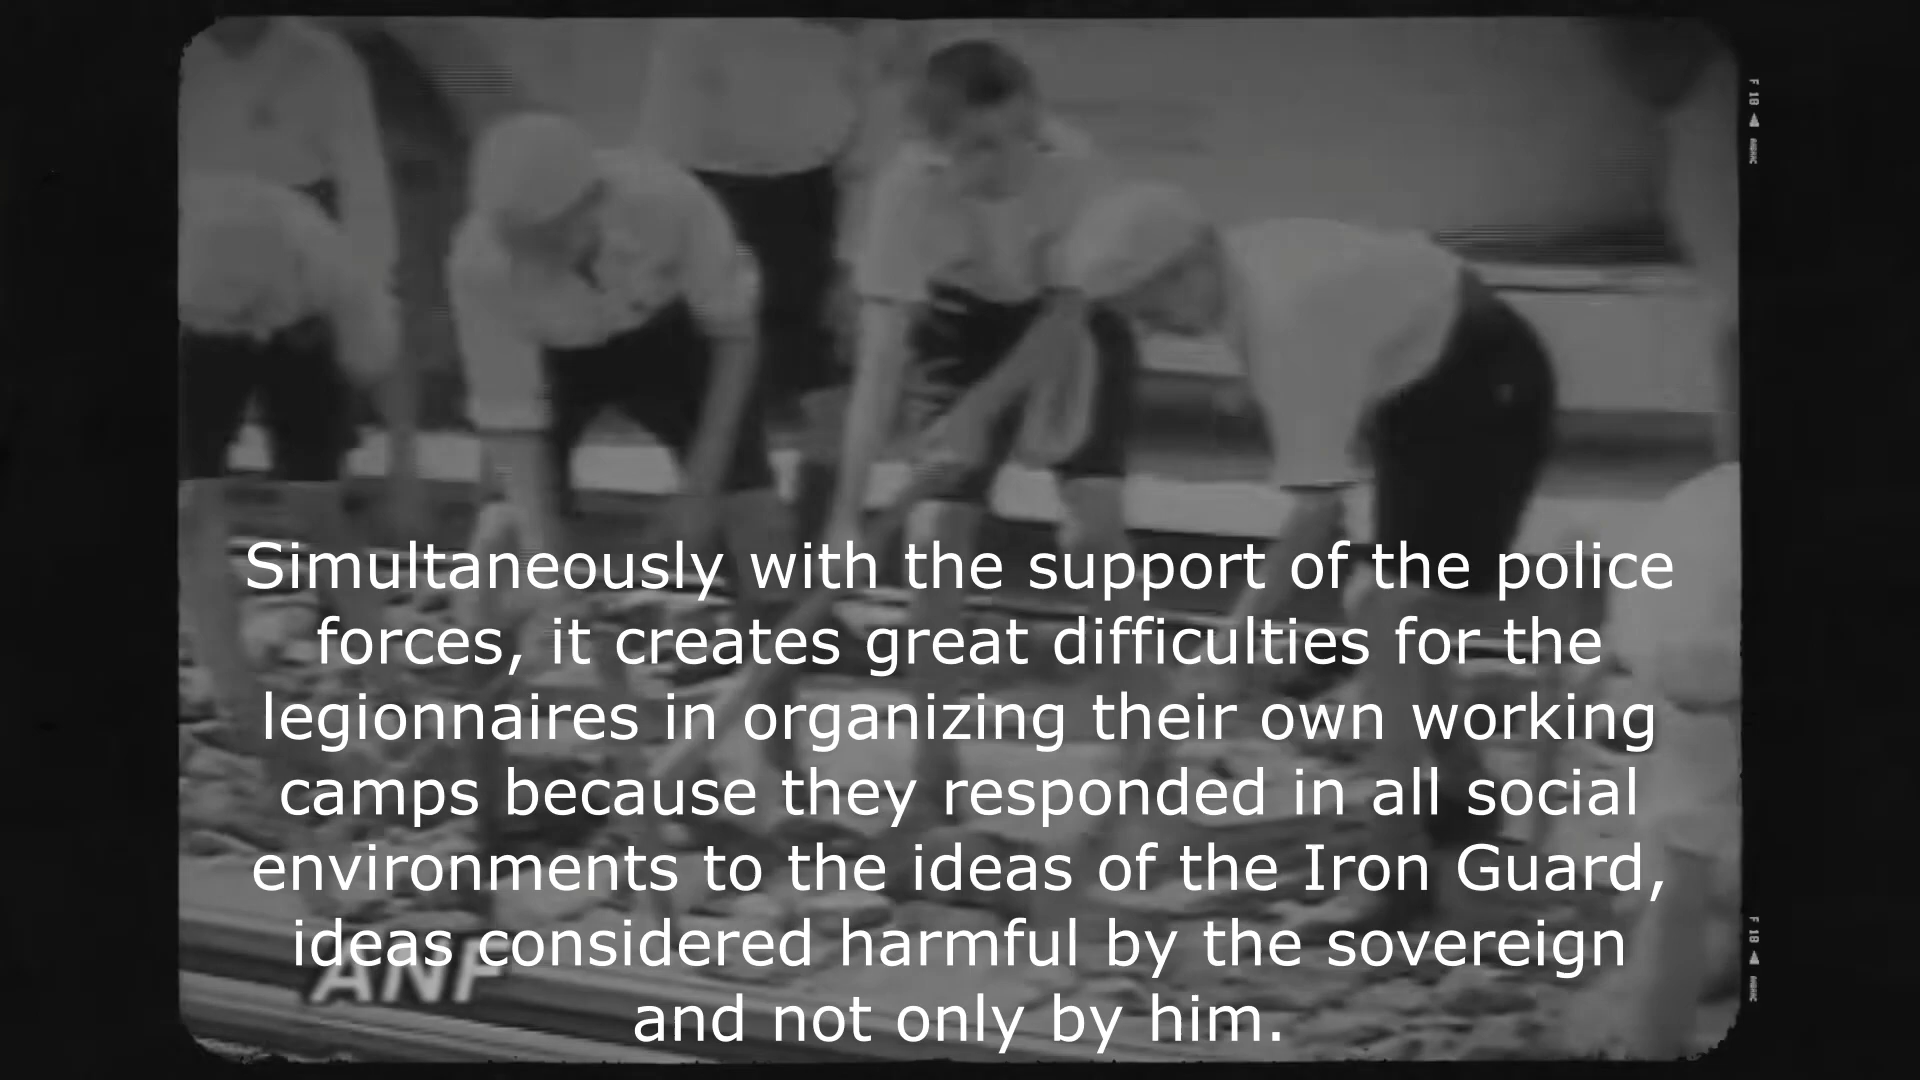 Simultaneously with the support of the police
forces, it creates great difficulties for the
legionnaires in organizing their own working
camps because they responded in all social
environments to the ideas of the Iron Guard,
ideas considered harmful by the sovereign
and not only by him.
ANF
F 18
F 18